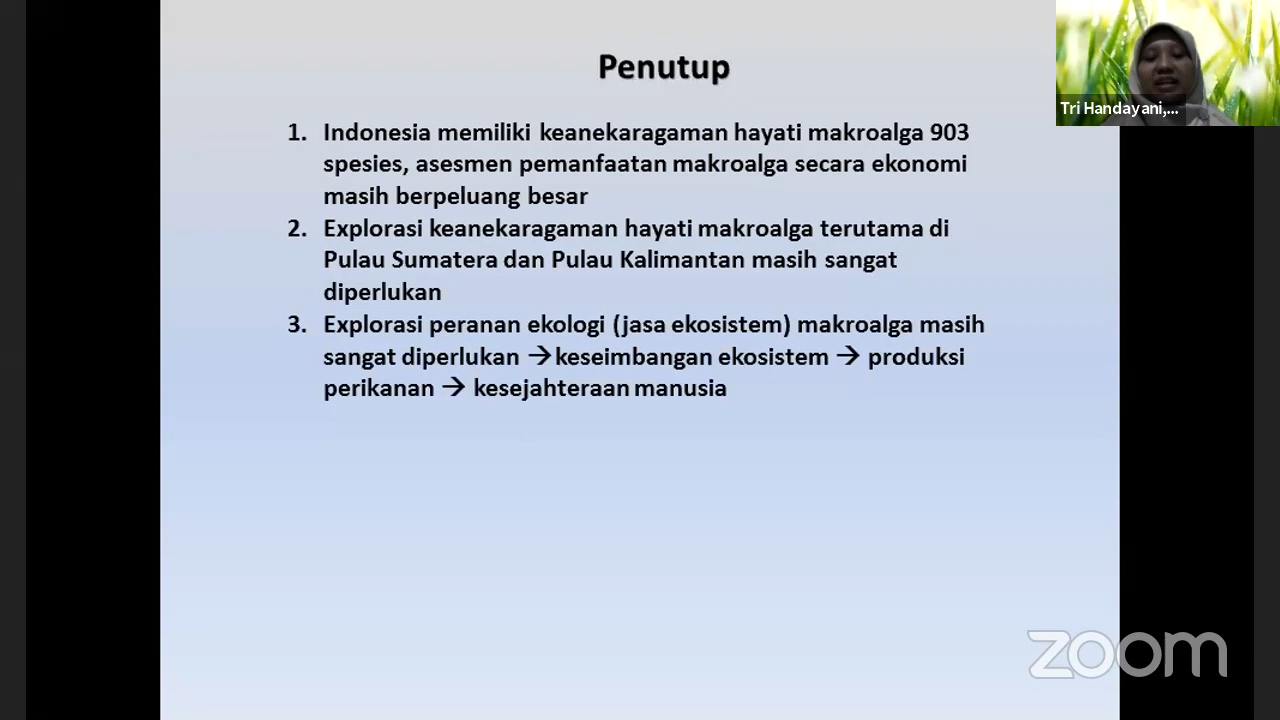 Penutup
1. Indonesia memiliki keanekaragaman hayati makroalga 903
spesies, asesmen pemanfaatan makroalga secara ekonomi
masih berpeluang besar
2. Explorasi keanekaragaman hayati makroalga terutama di
Pulau Sumatera dan Pulau Kalimantan masih sangat
diperlukan
3. Explorasi peranan ekologi (jasa ekosistem) makroalga masih
sangat diperlukan →keseimbangan ekosistem → produksi
perikanan → kesejahteraan manusia
Tri Handayani,...
zoom